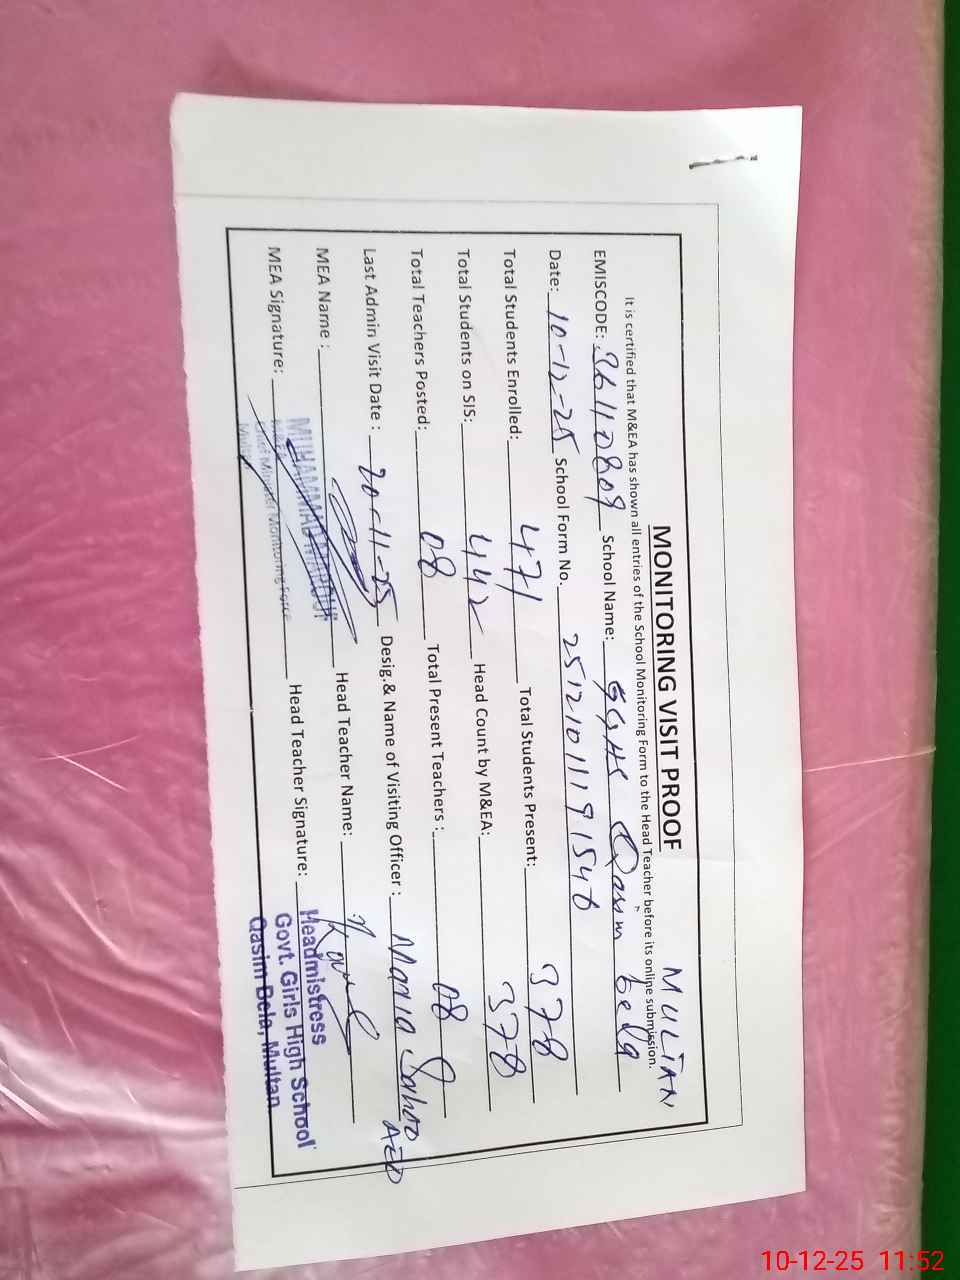 MONITORING VISIT PROOF
MULTAN
It is certified that M&EA has shown all entries of the School Monitoring Form to the Head Teacher before its online submission.
EMISCODE: 36110809 School Name: GGHS Qasim bela
Date: 10-12-25 School Form No. 25121011191546
Total Students Enrolled: 471 Total Students Present: 378
Total Students on SIS: 442 Head Count by M&EA: 378
Total Teachers Posted: 08 Total Present Teachers: 08
Last Admin Visit Date: 20-11-25 Desig.& Name of Visiting Officer: Maria
MEA Name: Head Teacher Name:
MEA Signature: Head Teacher Signature:
MUHAMMAD
Chief Minister Monitoring Force
Headmistress
Govt. Girls High School
Qasim Bela, Multan.
10-12-25 11:52